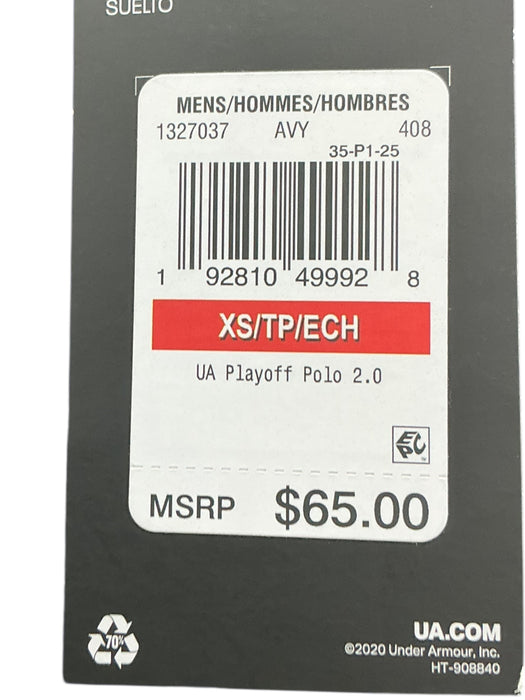 SUELTO
MENS/HOMMES/HOMBRES
1327037 AVY 408
35-P1-25
1 92810 49992 8
XS/TP/ECH
UA Playoff Polo 2.0
EPC
MSRP $65.00
70%
UA.COM
©2020 Under Armour, Inc.
HT-908840